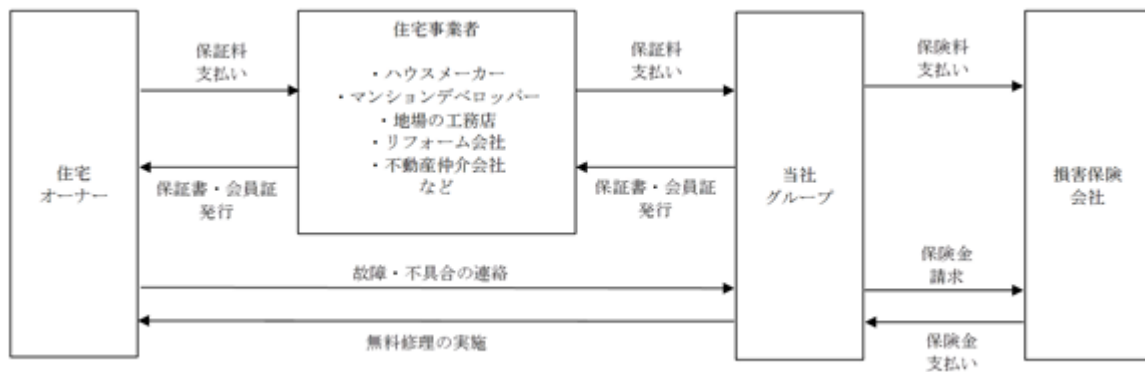 住宅
オーナー
保証料
支払い
保証書・会員証
発行
住宅事業者
・ハウスメーカー
・マンションデベロッパー
・地場の工務店
・リフォーム会社
・不動産仲介会社
など
保証料
支払い
保証書・会員証
発行
当社
グループ
保険料
支払い
損害保険
会社
故障・不具合の連絡
無料修理の実施
保険金
請求
保険金
支払い